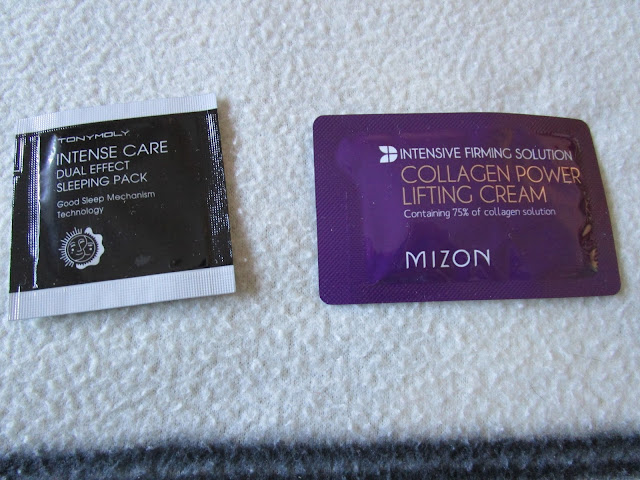 TONYMOLY
INTENSE CARE
DUAL EFFECT
SLEEPING PACK
Good Sleep Mechanism
Technology
INTENSIVE FIRMING SOLUTION
COLLAGEN POWER
LIFTING CREAM
Containing 75% of collagen solution
MIZON